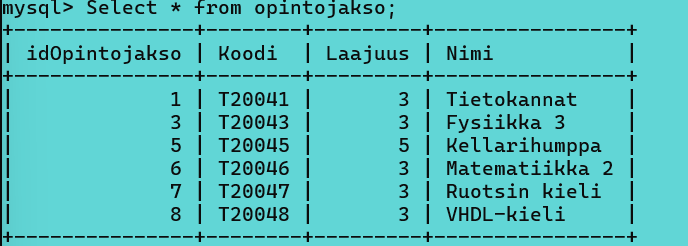 mysql> Select * from opintojakso;
+--------------+--------+----------+----------------+
| idOpintojakso | Koodi  | Laajuus | Nimi           |
+--------------+--------+----------+----------------+
|             1 | T20041 |       3 | Tietokannat    |
|             3 | T20043 |       3 | Fysiikka 3     |
|             5 | T20045 |       5 | Kellarihumppa  |
|             6 | T20046 |       3 | Matematiikka 2 |
|             7 | T20047 |       3 | Ruotsin kieli  |
|             8 | T20048 |       3 | VHDL-kieli     |
+--------------+--------+----------+----------------+